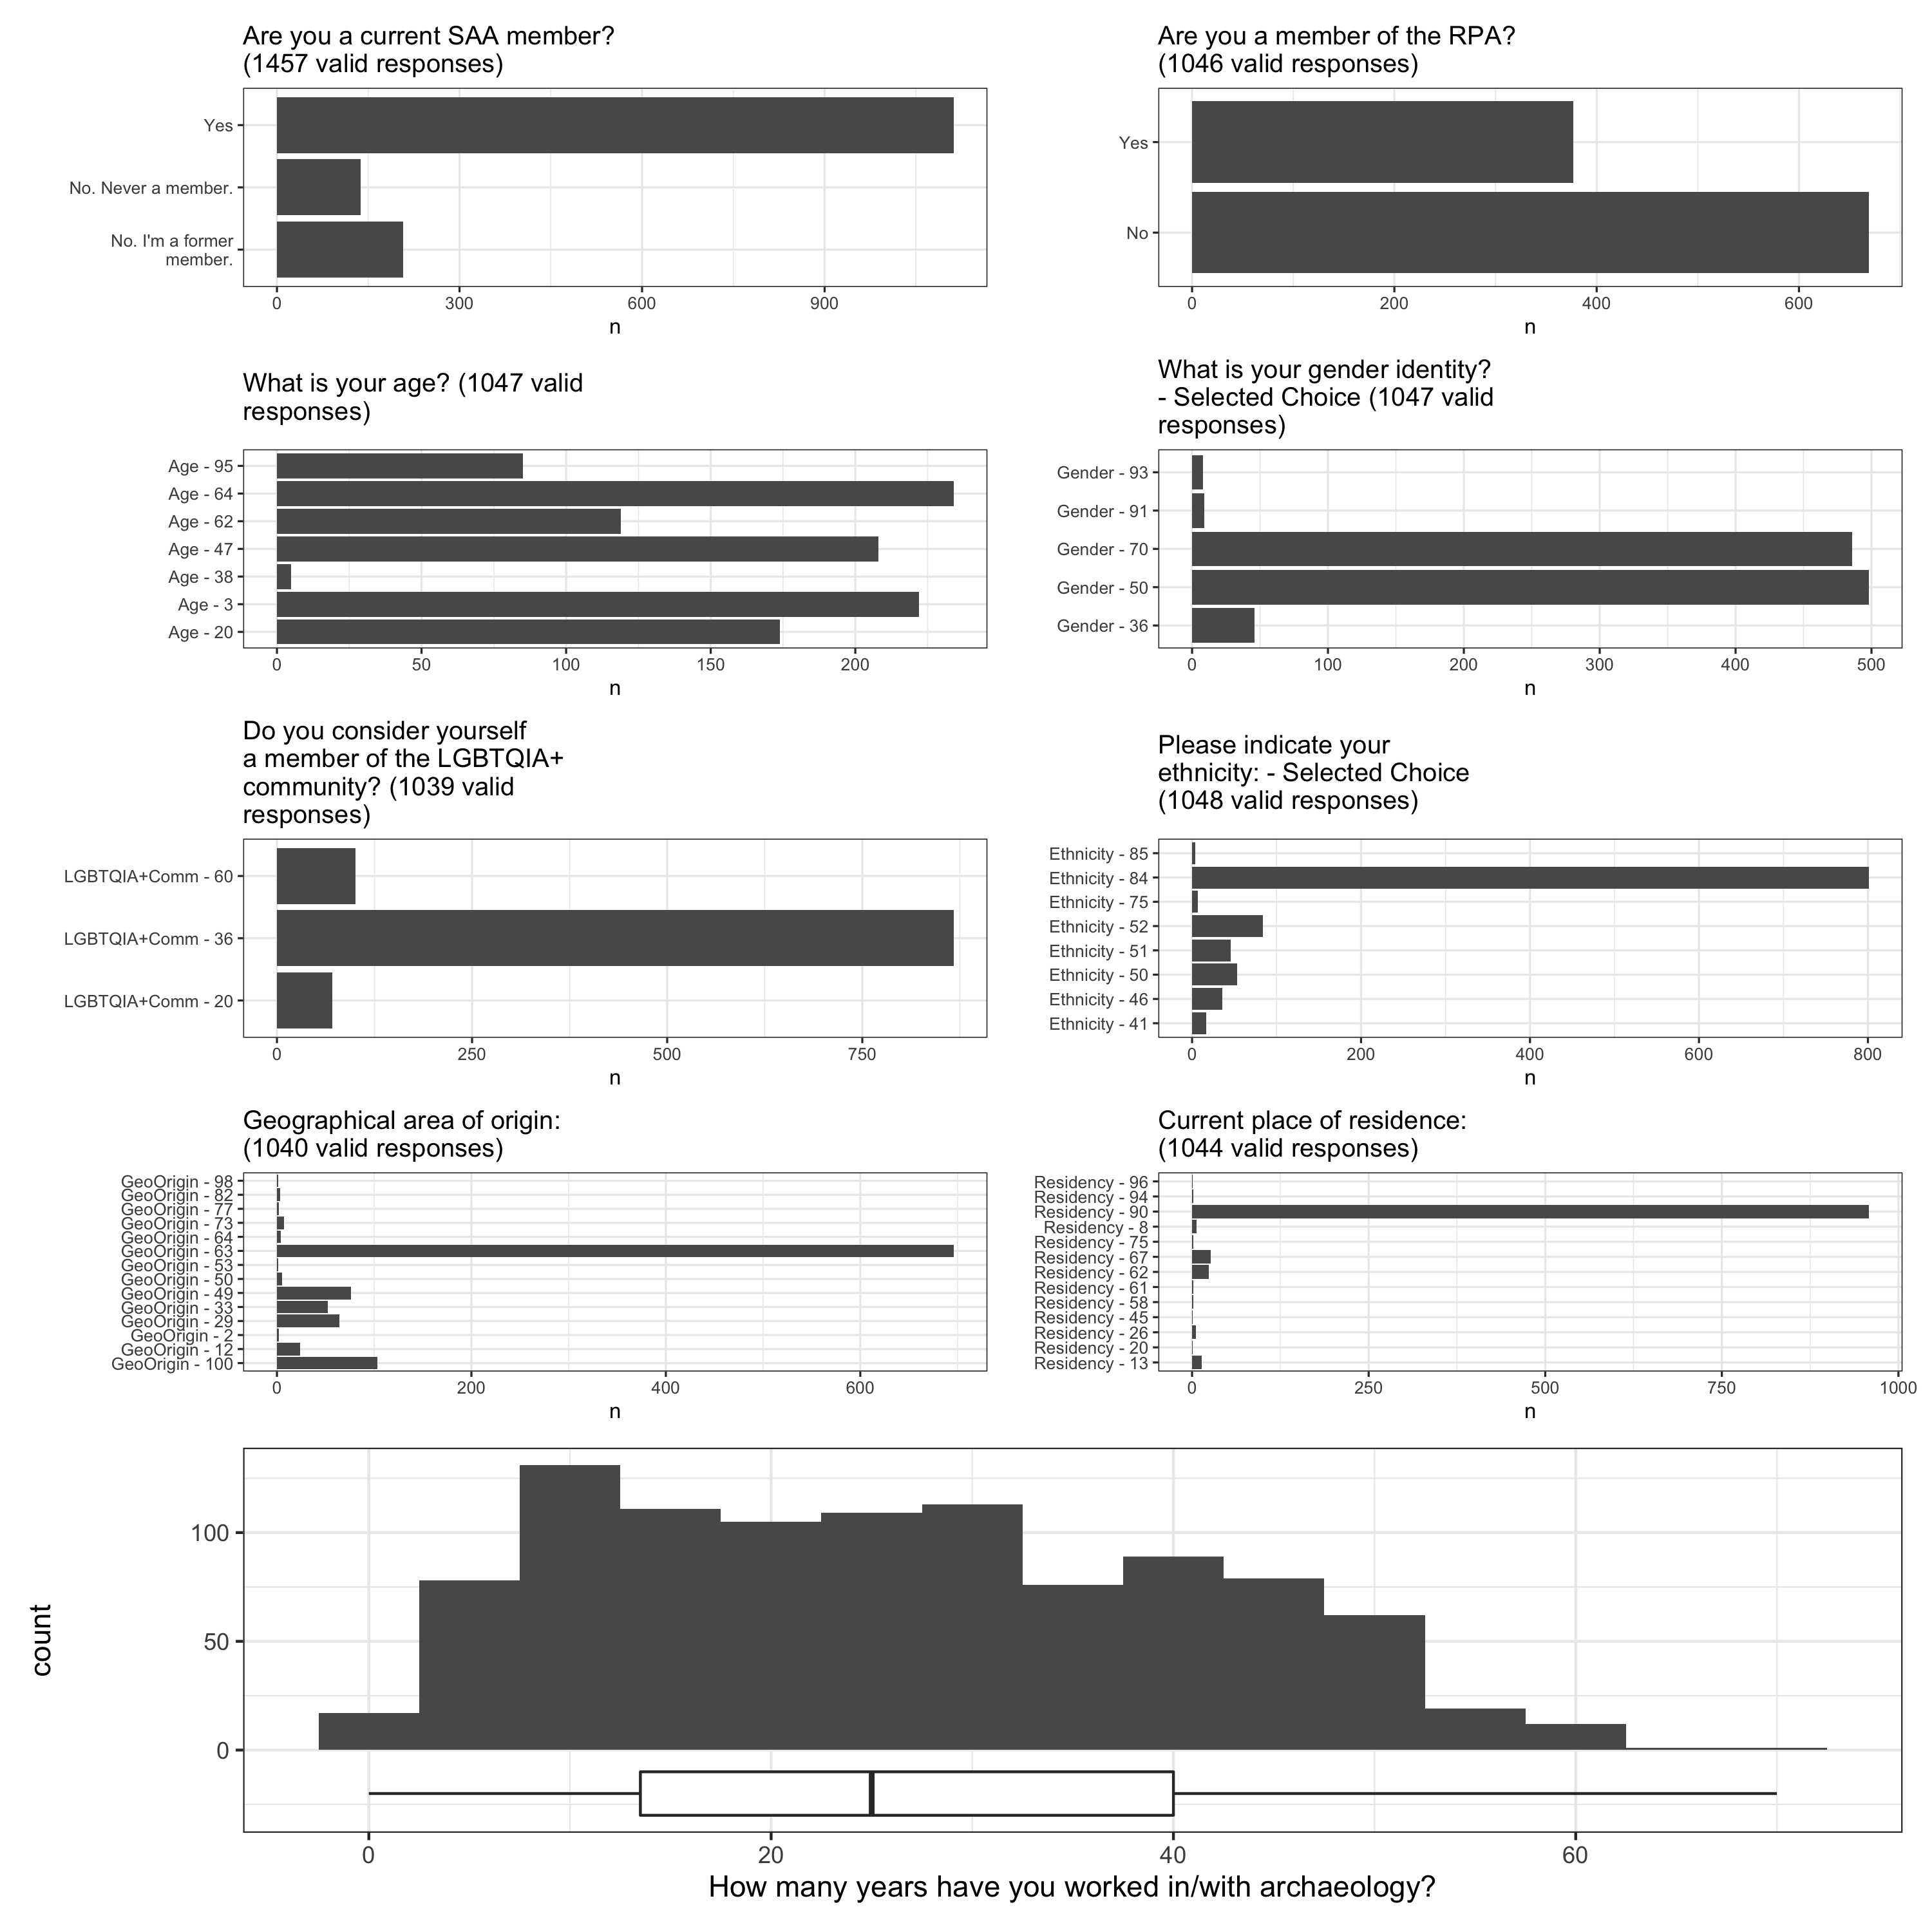 Are you a current SAA member?
(1457 valid responses)
Yes
No. Never a member.
No. I'm a former
member.
0 300 600 900
n
Are you a member of the RPA?
(1046 valid responses)
Yes
No
0 200 400 600
n
What is your age? (1047 valid
responses)
Age - 95
Age - 64
Age - 62
Age - 47
Age - 38
Age - 3
Age - 20
0 50 100 150 200
n
What is your gender identity?
- Selected Choice (1047 valid
responses)
Gender - 93
Gender - 91
Gender - 70
Gender - 50
Gender - 36
0 100 200 300 400 500
n
Do you consider yourself
a member of the LGBTQIA+
community? (1039 valid
responses)
LGBTQIA+Comm - 60
LGBTQIA+Comm - 36
LGBTQIA+Comm - 20
0 250 500 750
n
Please indicate your
ethnicity: - Selected Choice
(1048 valid responses)
Ethnicity - 85
Ethnicity - 84
Ethnicity - 75
Ethnicity - 52
Ethnicity - 51
Ethnicity - 50
Ethnicity - 46
Ethnicity - 41
0 200 400 600 800
n
Geographical area of origin:
(1040 valid responses)
GeoOrigin - 98
GeoOrigin - 82
GeoOrigin - 77
GeoOrigin - 73
GeoOrigin - 64
GeoOrigin - 63
GeoOrigin - 53
GeoOrigin - 50
GeoOrigin - 49
GeoOrigin - 33
GeoOrigin - 29
GeoOrigin - 2
GeoOrigin - 12
GeoOrigin - 100
0 200 400 600
n
Current place of residence:
(1044 valid responses)
Residency - 96
Residency - 94
Residency - 90
Residency - 8
Residency - 75
Residency - 67
Residency - 62
Residency - 61
Residency - 58
Residency - 45
Residency - 26
Residency - 20
Residency - 13
0 250 500 750 1000
n
count
100
50
0
0 20 40 60
How many years have you worked in/with archaeology?